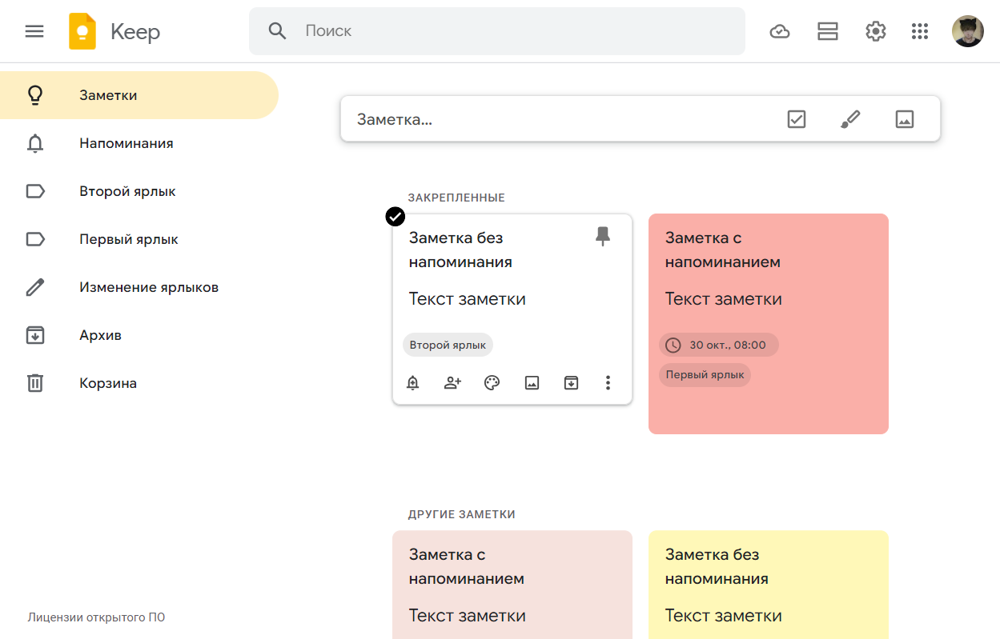 Keep
Поиск
Заметки
Напоминания
Второй ярлык
Первый ярлык
Изменение ярлыков
Архив
Корзина
Лицензии открытого ПО
Заметка...
ЗАКРЕПЛЕННЫЕ
Заметка без
напоминания
Текст заметки
Второй ярлык
Заметка с
напоминанием
Текст заметки
30 окт., 08:00
Первый ярлык
ДРУГИЕ ЗАМЕТКИ
Заметка с
напоминанием
Текст заметки
Заметка без
напоминания
Текст заметки